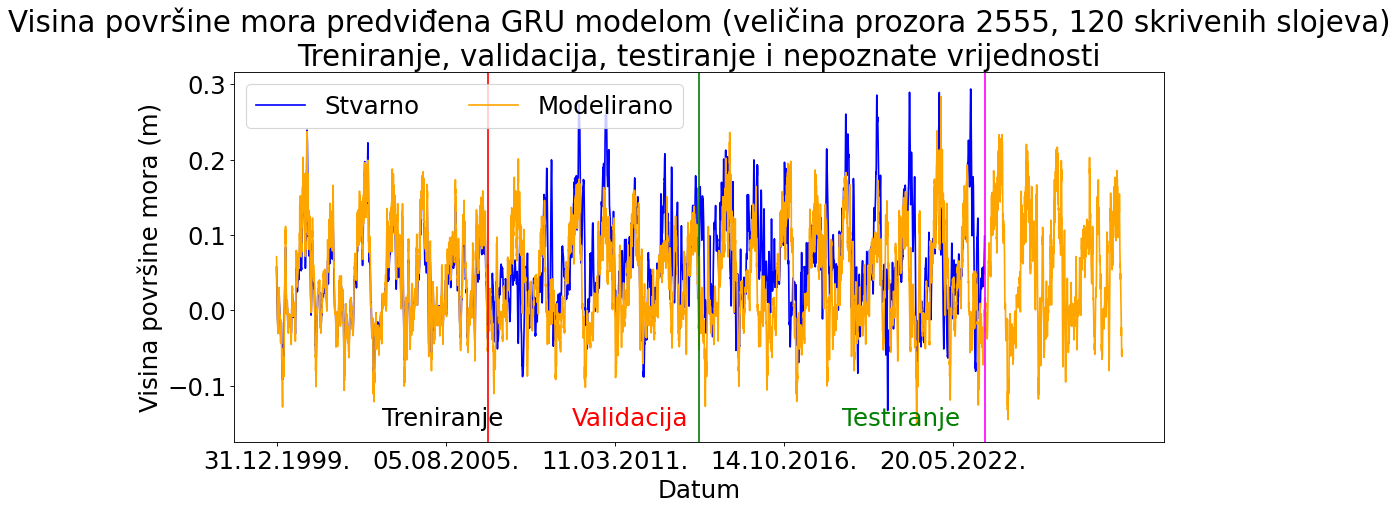 Visina površine mora predviđena GRU modelom (veličina prozora 2555, 120 skrivenih slojeva)
Treniranje, validacija, testiranje i nepoznate vrijednosti
Stvarno
Modelirano
Visina površine mora (m)
0.3
0.2
0.1
0.0
−0.1
Treniranje
Validacija
Testiranje
31.12.1999.
05.08.2005.
11.03.2011.
14.10.2016.
20.05.2022.
Datum